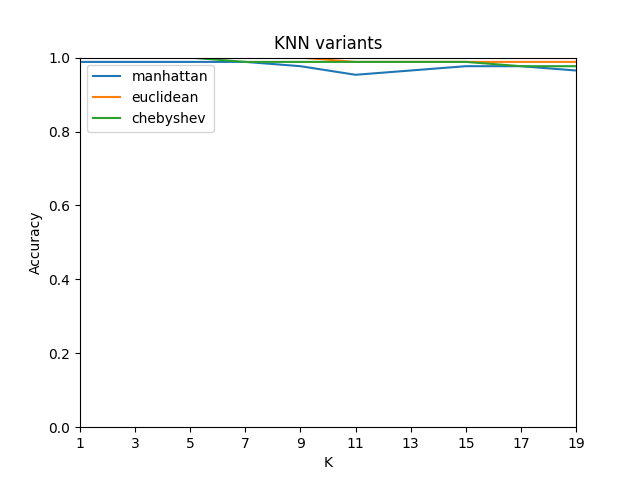 KNN variants
1.0
0.8
0.6
0.4
0.2
0.0
Accuracy
manhattan
euclidean
chebyshev
1 3 5 7 9 11 13 15 17 19
K